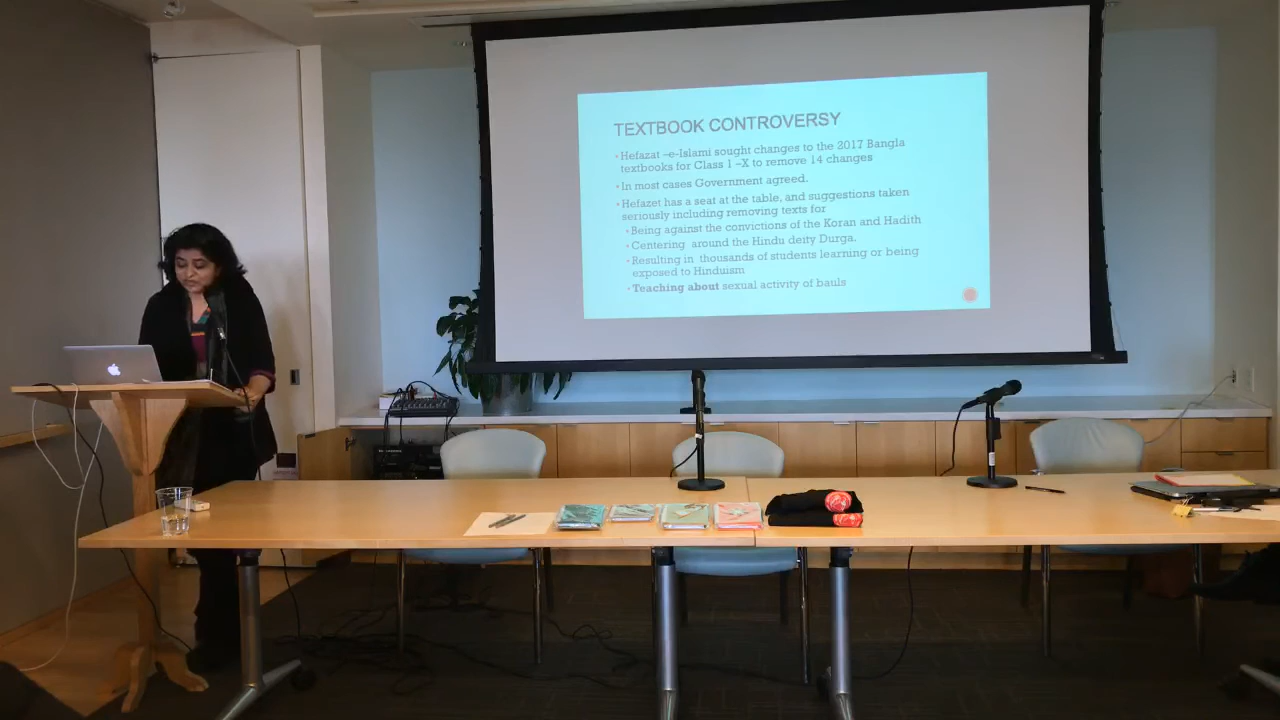 TEXTBOOK CONTROVERSY
Hefazat –e-Islami sought changes to the 2017 Bangla
textbooks for Class 1 –X to remove 14 changes
In most cases Government agreed.
Hefazet has a seat at the table, and suggestions taken
seriously including removing texts for
Being against the convictions of the Koran and Hadith
Centering around the Hindu deity Durga.
Resulting in thousands of students learning or being
exposed to Hinduism
Teaching about sexual activity of bauls